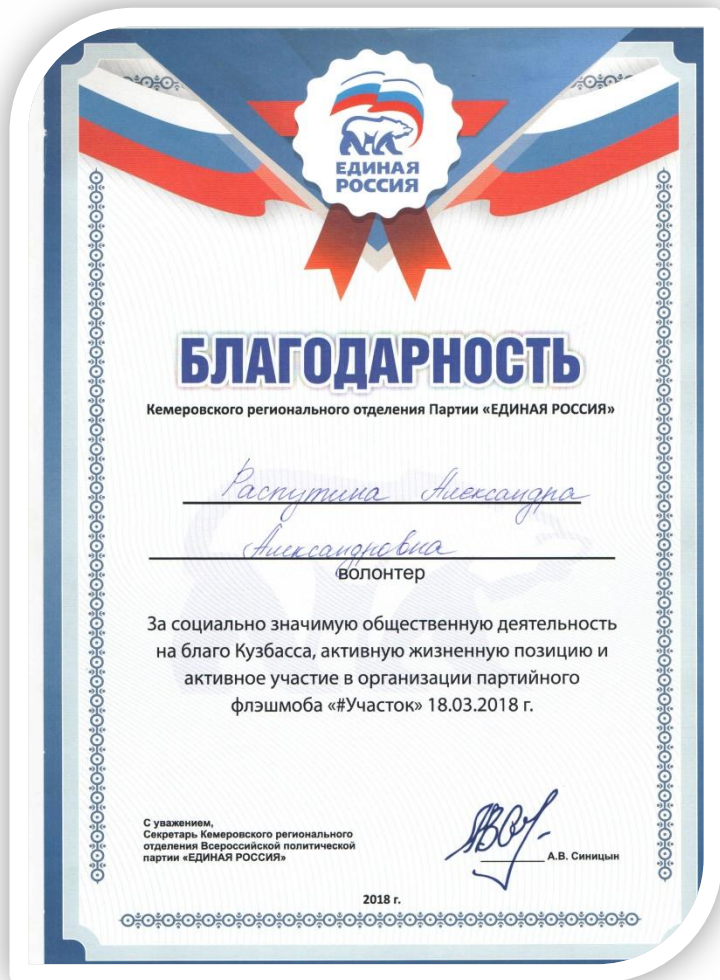 ЕДИНАЯ
РОССИЯ
БЛАГОДАРНОСТЬ
Кемеровского регионального отделения Партии «ЕДИНАЯ РОССИЯ»
Распутина Александра
Александровна
волонтер
За социально значимую общественную деятельность
на благо Кузбасса, активную жизненную позицию и
активное участие в организации партийного
флэшмоба «#Участок» 18.03.2018 г.
С уважением,
Секретарь Кемеровского регионального
отделения Всероссийской политической
партии «ЕДИНАЯ РОССИЯ»
А.В. Синицын
2018 г.